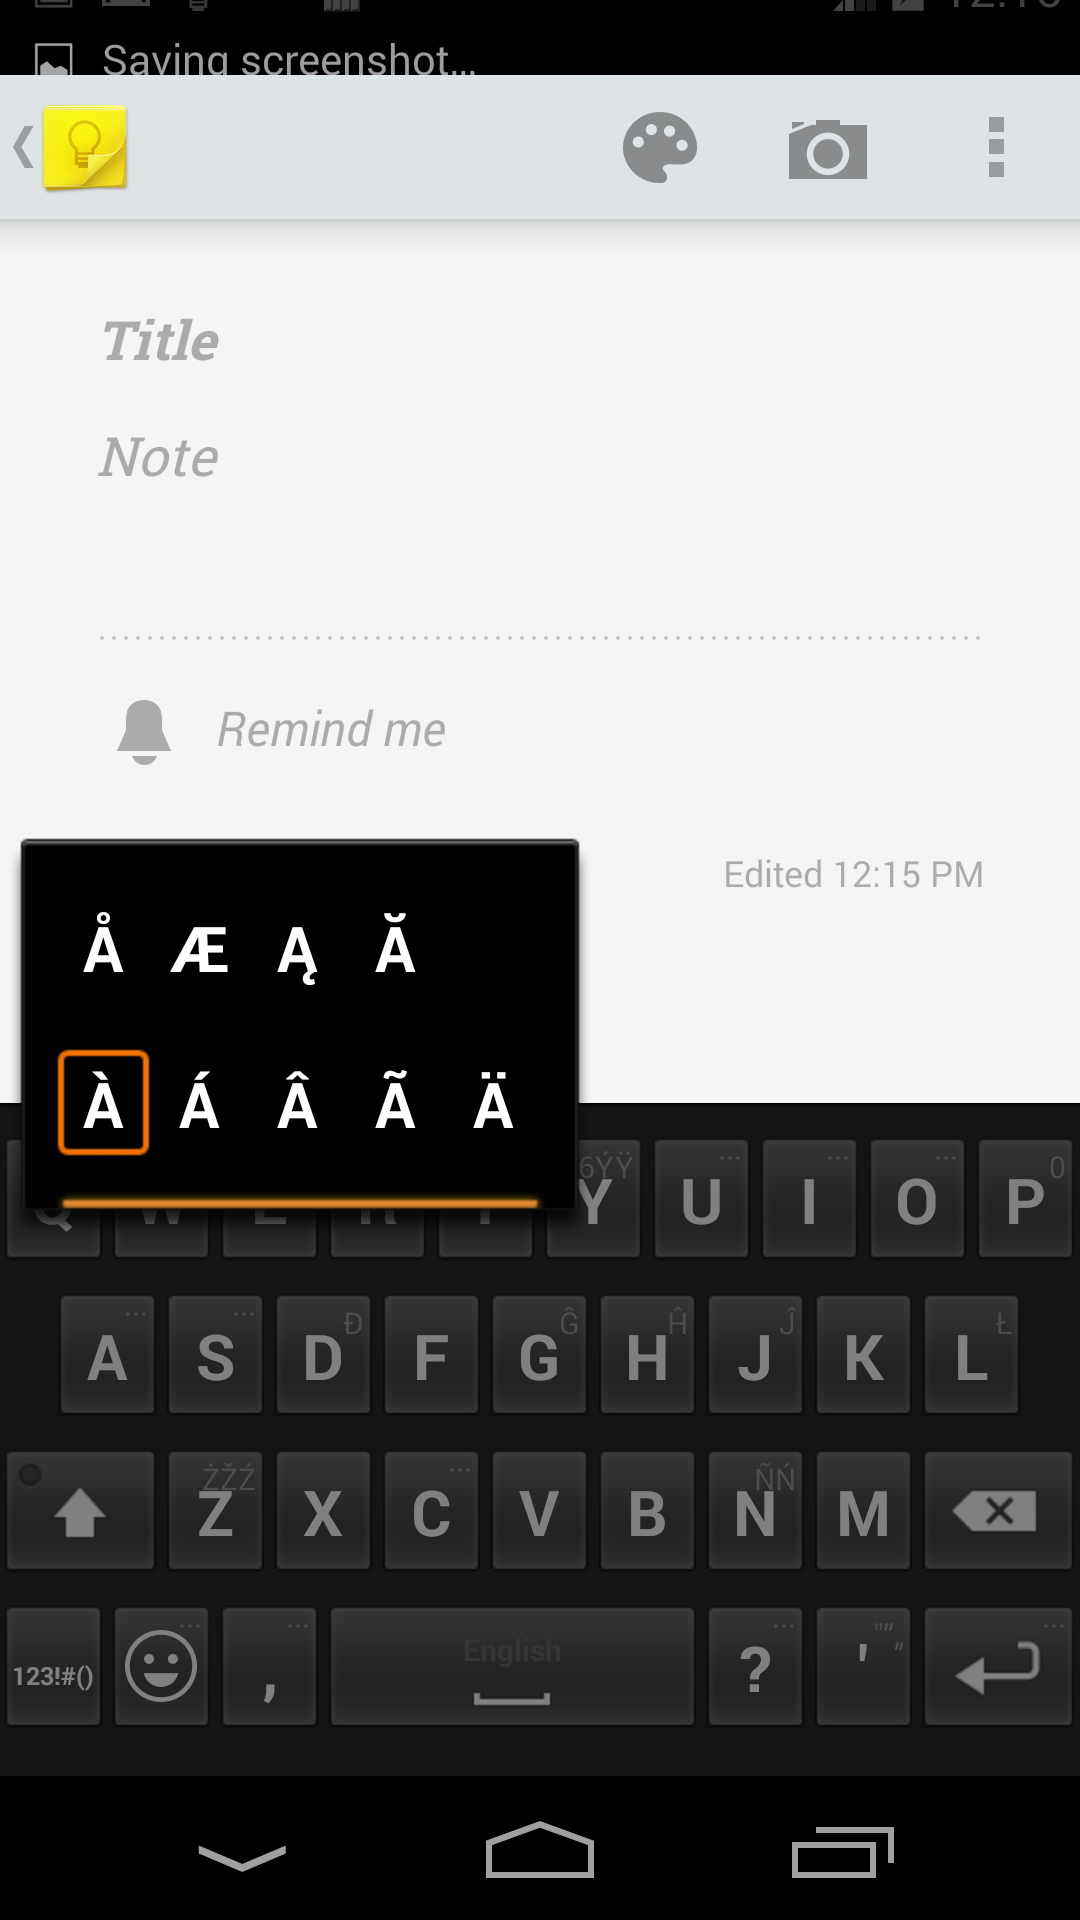 Saving screenshot...
Title
Note
Remind me
Edited 12:15 PM
Å Æ Ą Ă
À Á Â Ã Ä
6ÝŸ ... ... ... 0
Y U I O P
... ... Đ Ĝ Ĥ Ĵ Ł
A S D F G H J K L
ŻŽŹ ... ÑŃ
Z X C V B N M
English
123!#() , ? '